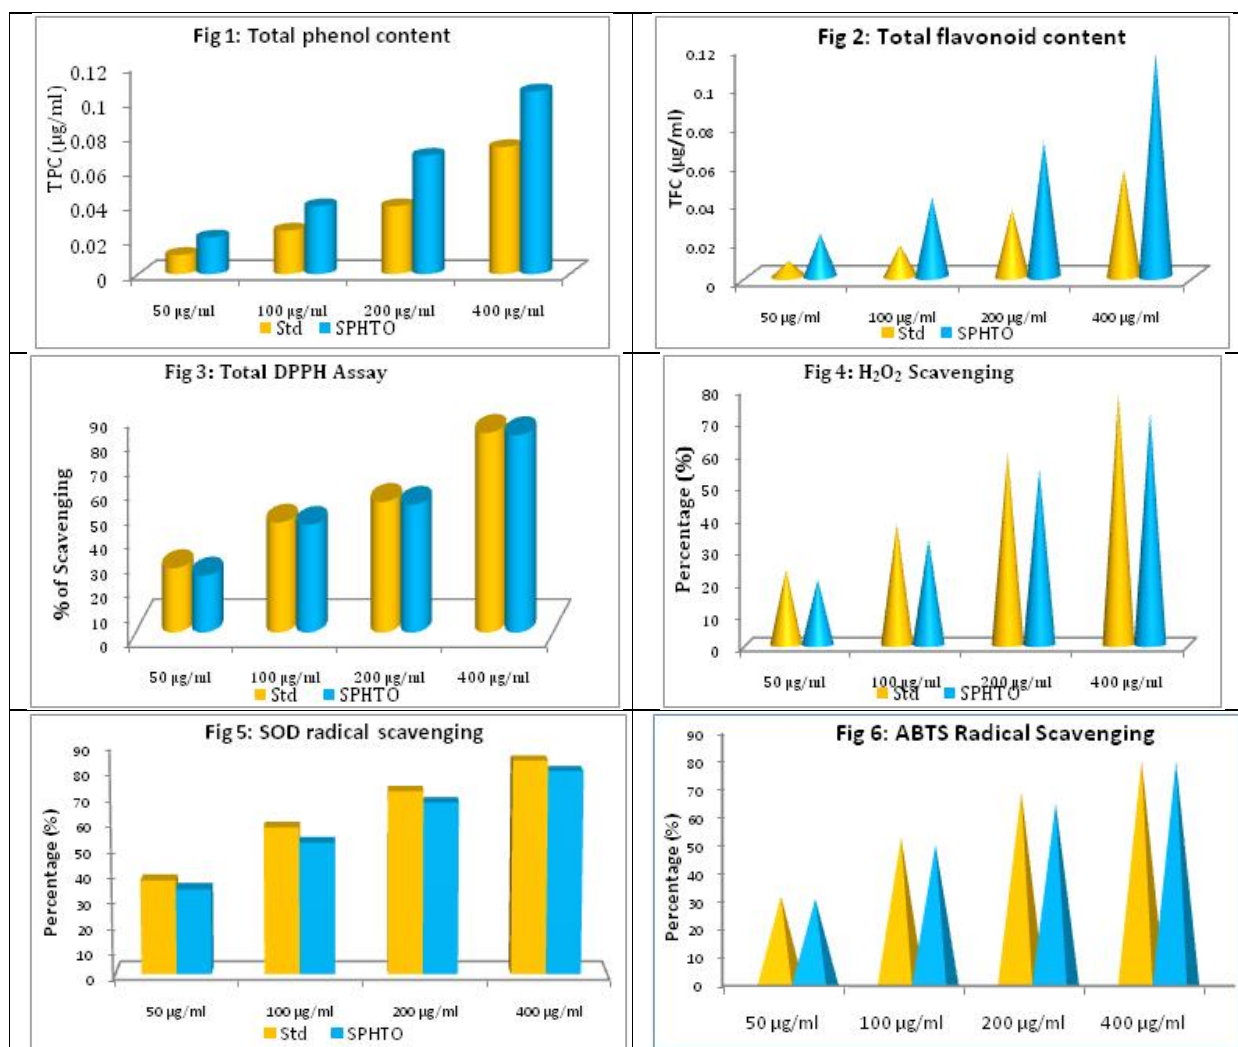 Fig 1: Total phenol content
TPC (µg/ml)
0.12
0.1
0.08
0.06
0.04
0.02
0
50 µg/ml 100 µg/ml 200 µg/ml 400 µg/ml
Std SPHTO
Fig 2: Total flavonoid content
TFC (µg/ml)
0.12
0.1
0.08
0.06
0.04
0.02
0
50 µg/ml 100 µg/ml 200 µg/ml 400 µg/ml
Std SPHTO
Fig 3: Total DPPH Assay
% of Scavenging
90
80
70
60
50
40
30
20
10
0
50 µg/ml 100 µg/ml 200 µg/ml 400 µg/ml
Std SPHTO
Fig 4: H₂O₂ Scavenging
Percentage (%)
80
70
60
50
40
30
20
10
0
50 µg/ml 100 µg/ml 200 µg/ml 400 µg/ml
Std SPHTO
Fig 5: SOD radical scavenging
Percentage (%)
90
80
70
60
50
40
30
20
10
0
50 µg/ml 100 µg/ml 200 µg/ml 400 µg/ml
Std SPHTO
Fig 6: ABTS Radical Scavenging
Percentage (%)
90
80
70
60
50
40
30
20
10
0
50 µg/ml 100 µg/ml 200 µg/ml 400 µg/ml